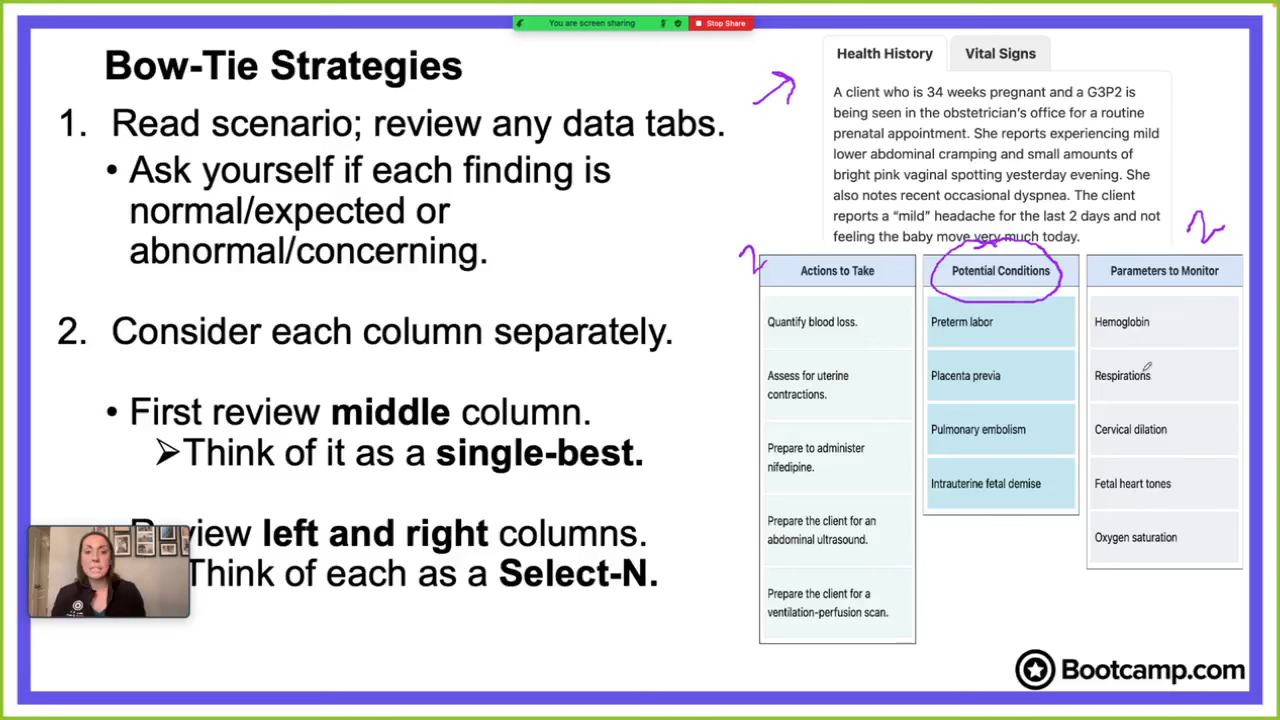 You are screen sharing
Stop Share
Bow-Tie Strategies
1. Read scenario; review any data tabs.
• Ask yourself if each finding is
normal/expected or
abnormal/concerning.
2. Consider each column separately.
• First review middle column.
➢Think of it as a single-best.
view left and right columns.
Think of each as a Select-N.
Health History
Vital Signs
A client who is 34 weeks pregnant and a G3P2 is
being seen in the obstetrician's office for a routine
prenatal appointment. She reports experiencing mild
lower abdominal cramping and small amounts of
bright pink vaginal spotting yesterday evening. She
also notes recent occasional dyspnea. The client
reports a "mild" headache for the last 2 days and not
feeling the baby move very much today.
2
2
Actions to Take
Quantify blood loss.
Assess for uterine
contractions.
Prepare to administer
nifedipine.
Prepare the client for an
abdominal ultrasound.
Prepare the client for a
ventilation-perfusion scan.
Potential Conditions
Preterm labor
Placenta previa
Pulmonary embolism
Intrauterine fetal demise
Parameters to Monitor
Hemoglobin
Respirations
Cervical dilation
Fetal heart tones
Oxygen saturation
Bootcamp.com